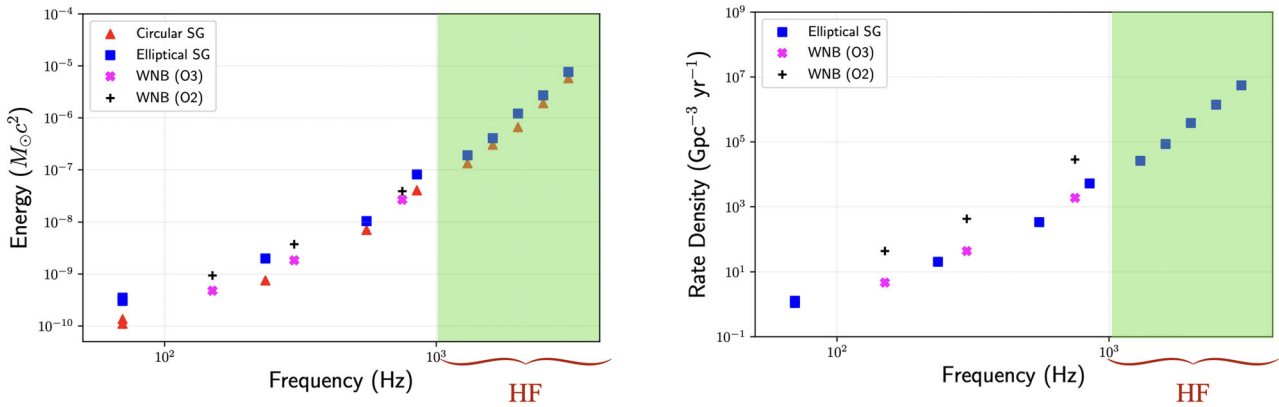 10⁻⁴
10⁻⁵
10⁻⁶
10⁻⁷
10⁻⁸
10⁻⁹
10⁻¹⁰
Energy (M⊙c²)
Circular SG
Elliptical SG
WNB (O3)
WNB (O2)
10²
10³
Frequency (Hz)
HF
10⁹
10⁷
10⁵
10³
10¹
10⁻¹
Rate Density (Gpc⁻³ yr⁻¹)
Elliptical SG
WNB (O3)
WNB (O2)
10²
10³
Frequency (Hz)
HF